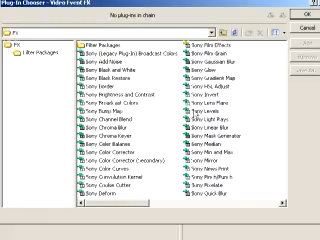 Plug-In Chooser - Video Event FX
No plug-ins in chain
OK
Cancel
FX
Add
FX
Filter Packages
Filter Packages
Sony (Legacy Plug-In) Broadcast Colors
Sony Add Noise
Sony Black and White
Sony Black Restore
Sony Border
Sony Brightness and Contrast
Sony Broadcast Colors
Sony Bump Map
Sony Channel Blend
Sony Chroma Blur
Sony Chroma Keyer
Sony Color Balance
Sony Color Corrector
Sony Color Corrector (Secondary)
Sony Color Curves
Sony Convolution Kernel
Sony Cookie Cutter
Sony Deform
Sony Film Effects
Sony Film Grain
Sony Gaussian Blur
Sony Glow
Sony Gradient Map
Sony HSL Adjust
Sony Invert
Sony Lens Flare
Sony Levels
Sony Light Rays
Sony Linear Blur
Sony Mask Generator
Sony Median
Sony Min and Max
Sony Mirror
Sony News Print
Sony Pinch/Punch
Sony Pixelate
Sony Quick Blur